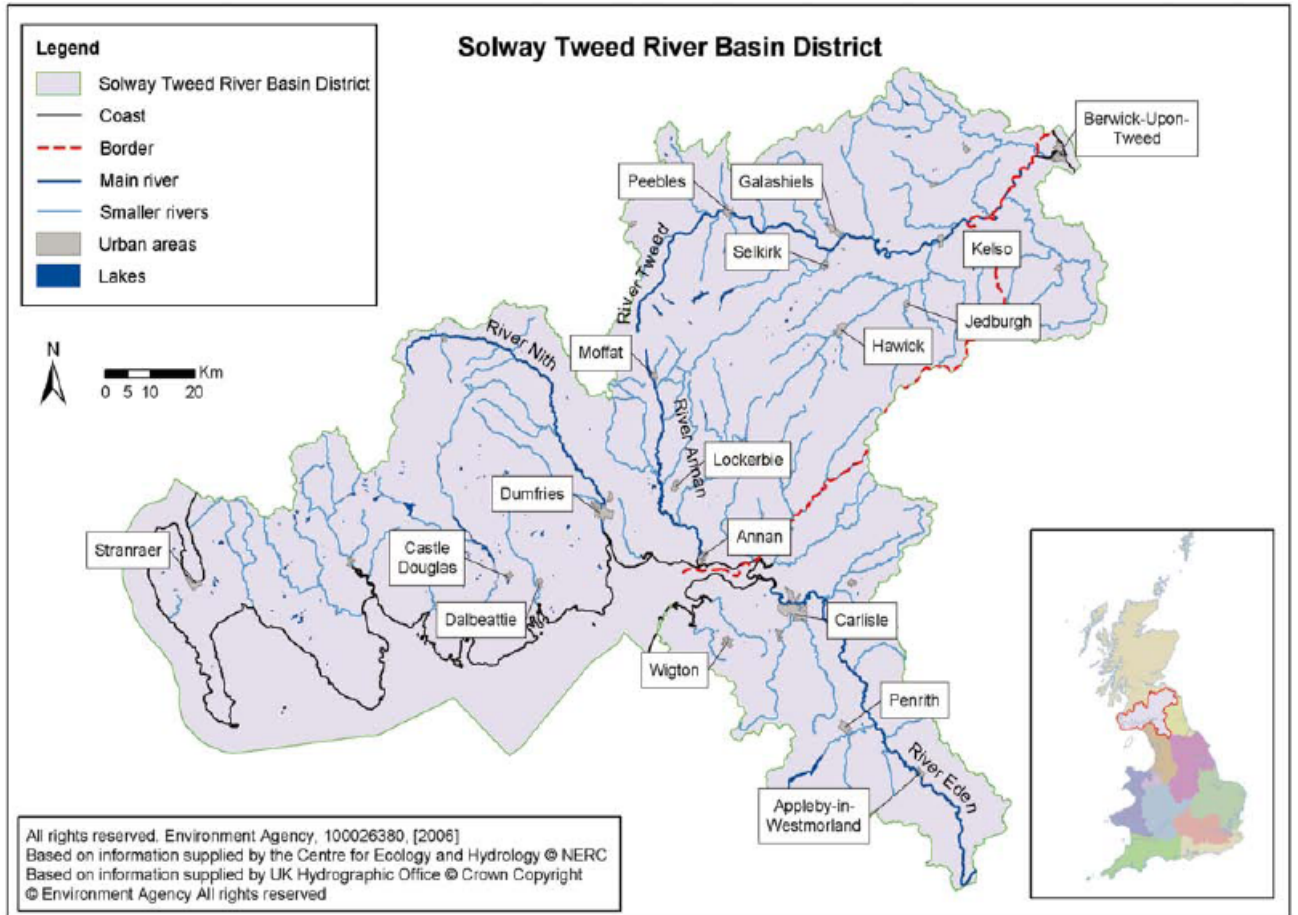 Solway Tweed River Basin District
Legend
Solway Tweed River Basin District
Coast
Border
Main river
Smaller rivers
Urban areas
Lakes
N
Km
0 5 10 20
Berwick-Upon-
Tweed
Peebles
Galashiels
Selkirk
Kelso
River Tweed
Jedburgh
Hawick
River Nith
Moffat
River Annan
Lockerbie
Dumfries
Annan
Stranraer
Castle
Douglas
Dalbeattie
Carlisle
Wigton
Penrith
River Eden
Appleby-in-
Westmorland
All rights reserved. Environment Agency, 100026380, [2006]
Based on information supplied by the Centre for Ecology and Hydrology © NERC
Based on information supplied by UK Hydrographic Office © Crown Copyright
© Environment Agency All rights reserved